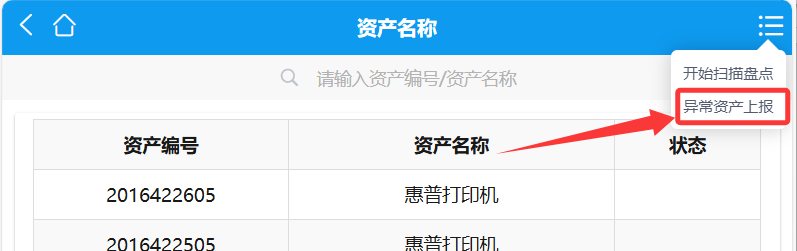 资产名称
开始扫描盘点
请输入资产编号/资产名称
异常资产上报
资产编号 资产名称 状态
2016422605 惠普打印机
2016422505 惠普打印机